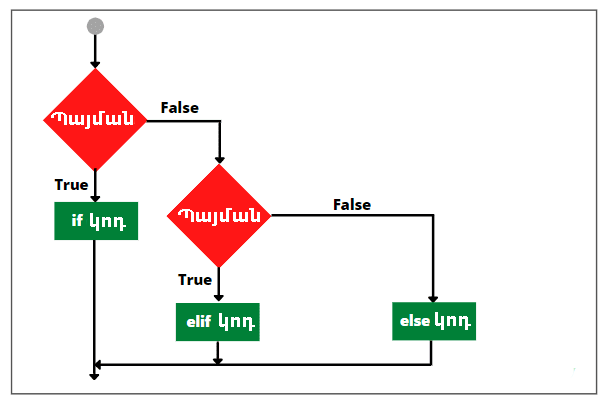 False
Պայման
True
if կոդ
Պայման
False
True
elif կոդ
else կոդ